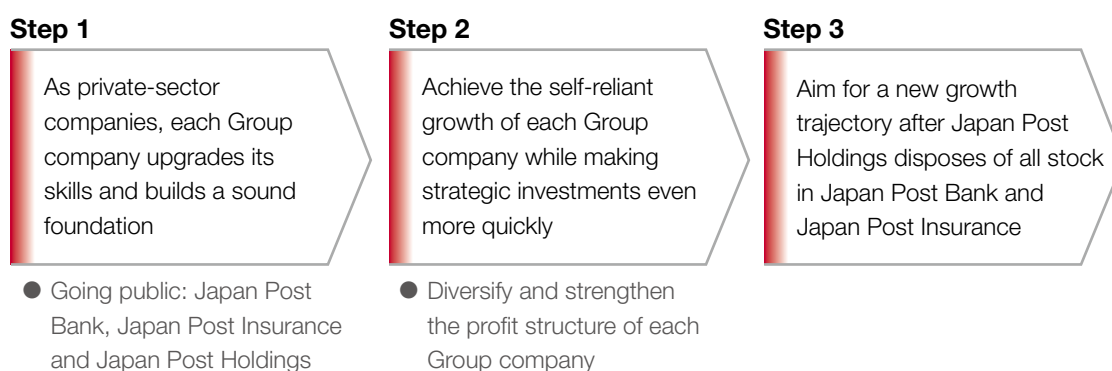 Step 1
As private-sector
companies, each Group
company upgrades its
skills and builds a sound
foundation
● Going public: Japan Post
Bank, Japan Post Insurance
and Japan Post Holdings
Step 2
Achieve the self-reliant
growth of each Group
company while making
strategic investments even
more quickly
● Diversify and strengthen
the profit structure of each
Group company
Step 3
Aim for a new growth
trajectory after Japan Post
Holdings disposes of all stock
in Japan Post Bank and
Japan Post Insurance